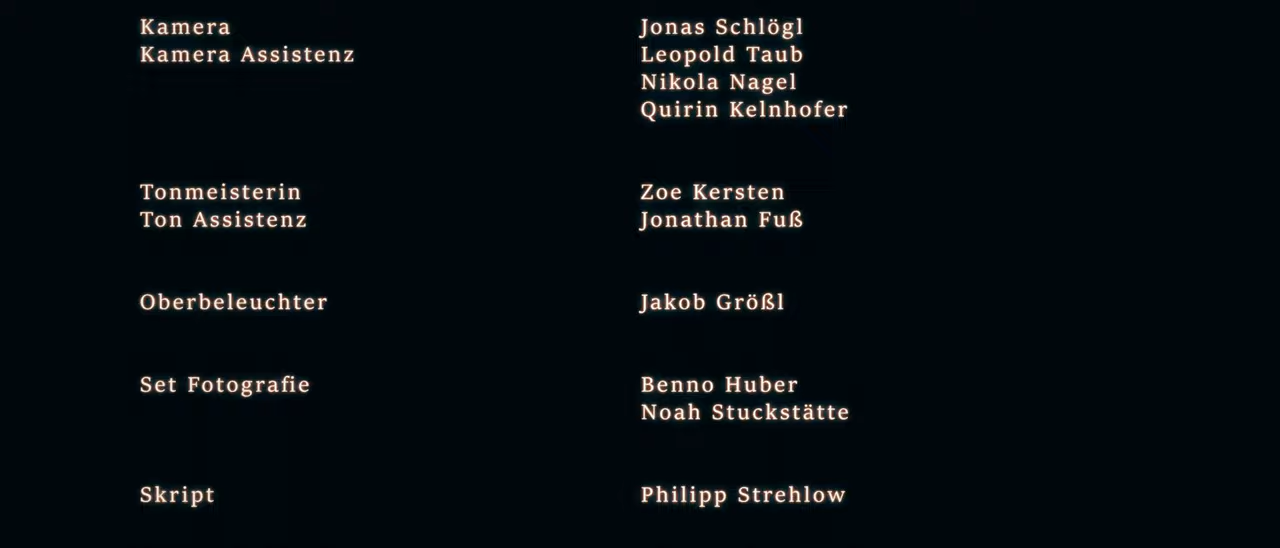 Kamera Jonas Schlögl
Kamera Assistenz Leopold Taub
Nikola Nagel
Quirin Kelnhofer
Tonmeisterin Zoe Kersten
Ton Assistenz Jonathan Fuß
Oberbeleuchter Jakob Größl
Set Fotografie Benno Huber
Noah Stuckstätte
Skript Philipp Strehlow